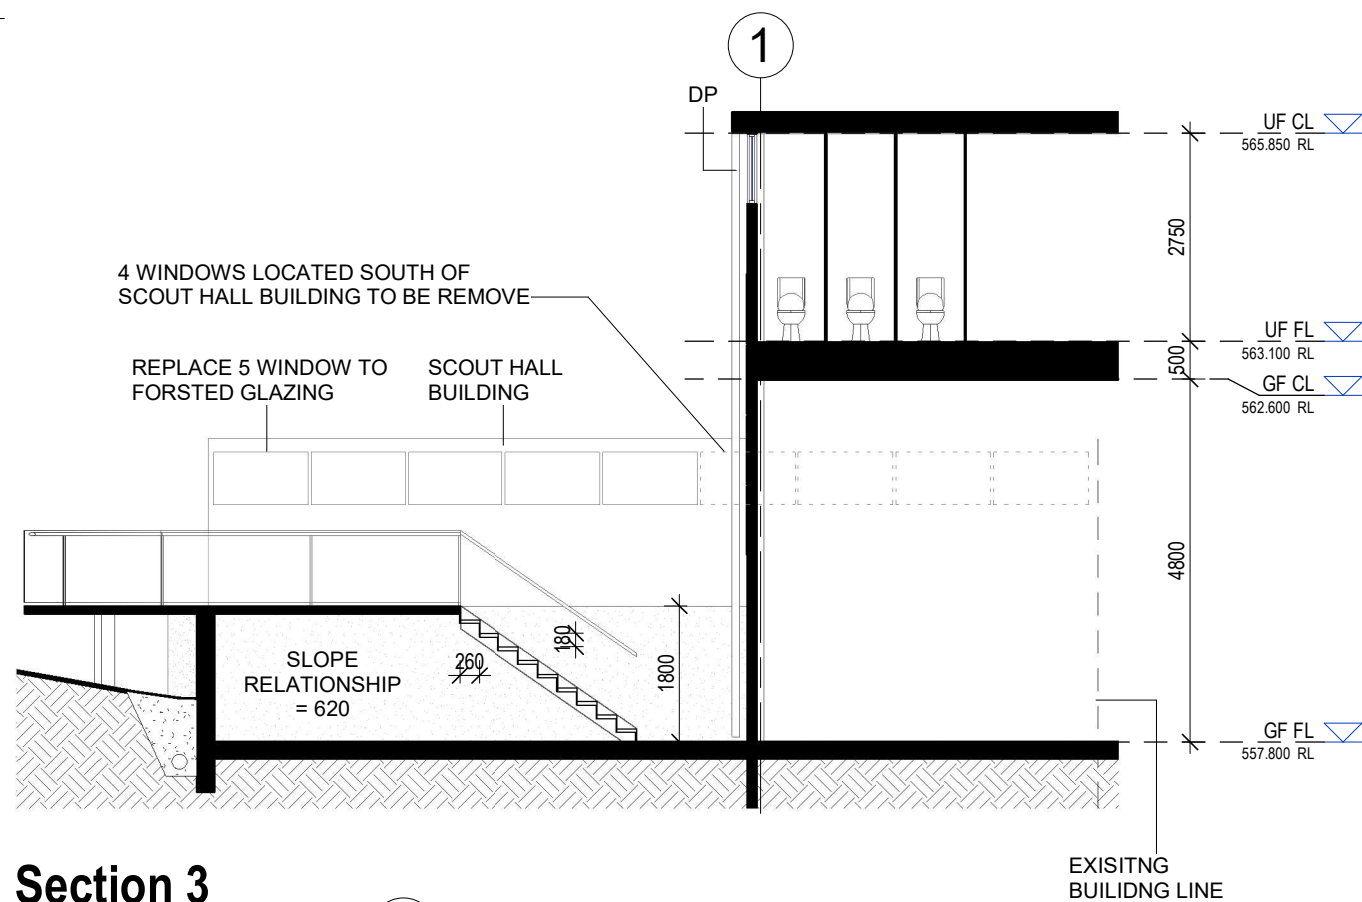 1
DP
UF CL
565.850 RL
2750
4 WINDOWS LOCATED SOUTH OF
SCOUT HALL BUILDING TO BE REMOVE
UF FL
563.100 RL
500
REPLACE 5 WINDOW TO
FORSTED GLAZING
SCOUT HALL
BUILDING
GF CL
562.600 RL
4800
180
260
1800
SLOPE
RELATIONSHIP
= 620
GF FL
557.800 RL
EXISITNG
BUILIDNG LINE
Section 3